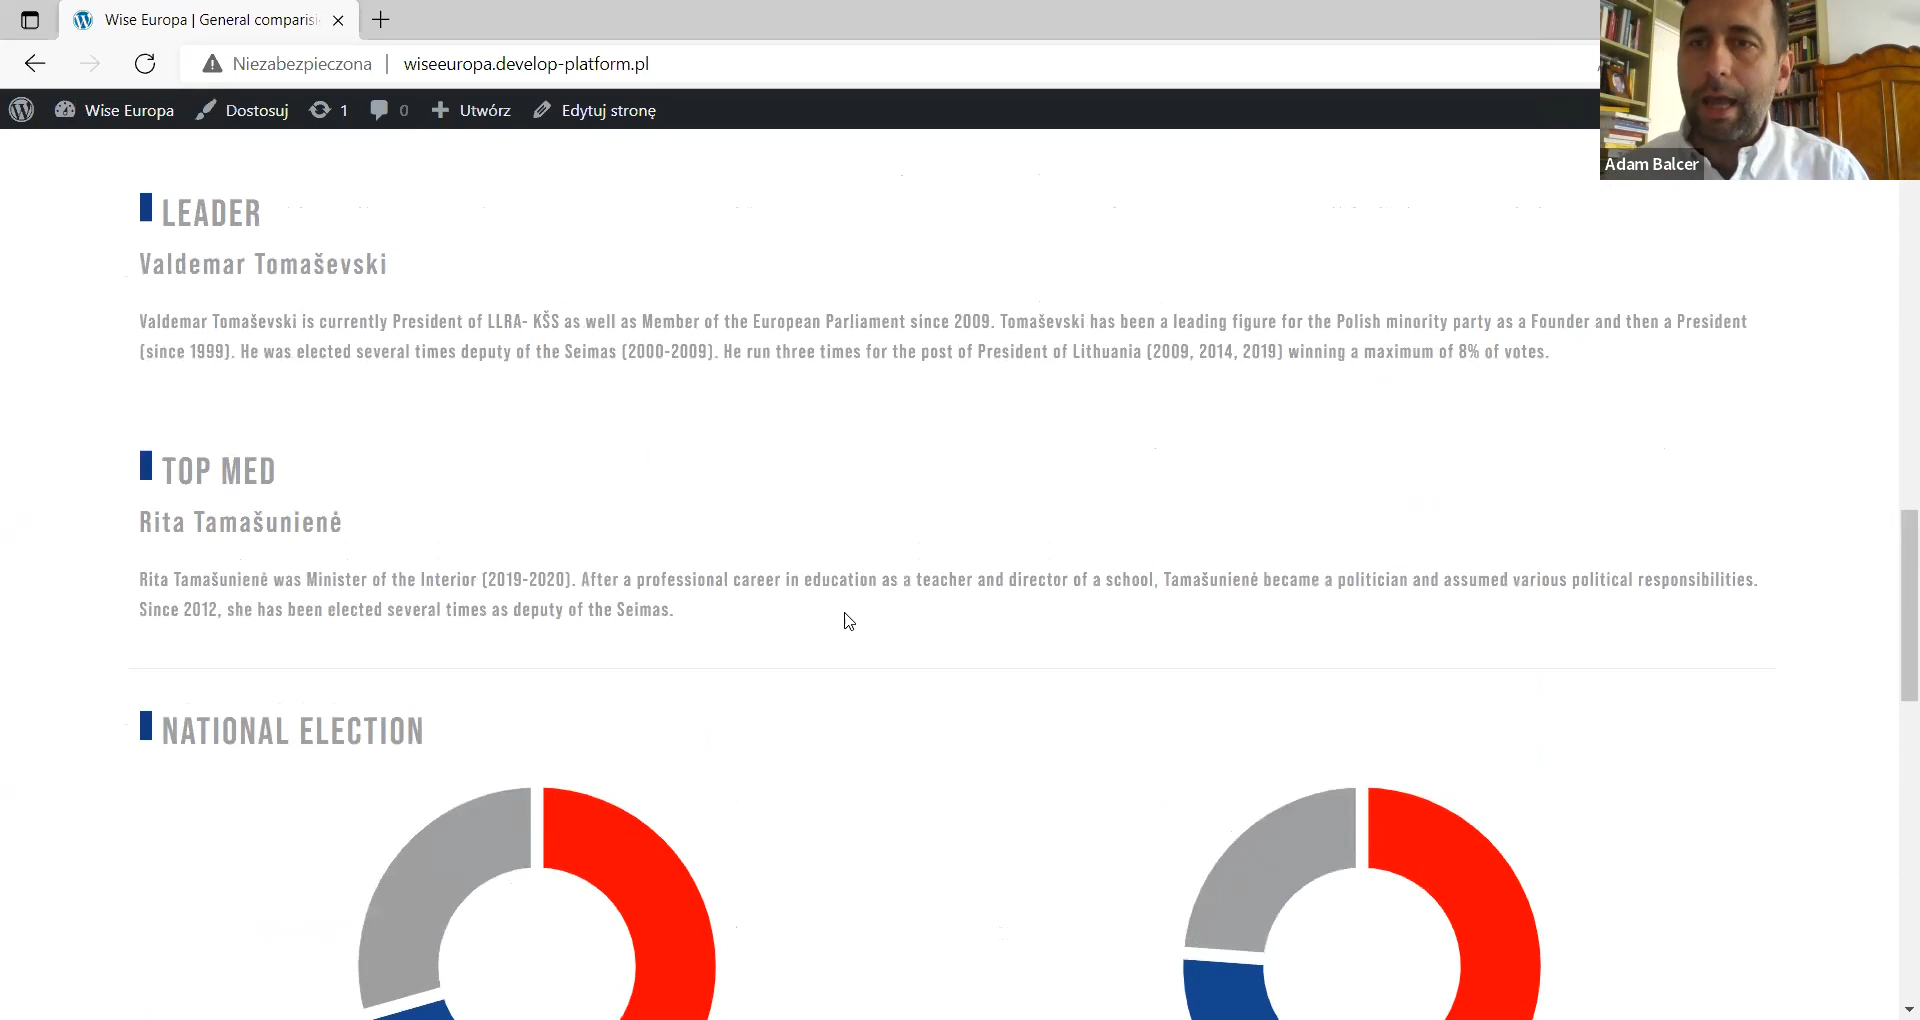 Wise Europa | General comparisi
Niezabezpieczona | wiseeuropa.develop-platform.pl
Wise Europa Dostosuj 1 0 Utwórz Edytuj stronę
Adam Balcer
LEADER
Valdemar Tomaševski
Valdemar Tomaševski is currently President of LLRA- KŠS as well as Member of the European Parliament since 2009. Tomaševski has been a leading figure for the Polish minority party as a Founder and then a President
(since 1999). He was elected several times deputy of the Seimas (2000-2009). He run three times for the post of President of Lithuania (2009, 2014, 2019) winning a maximum of 8% of votes.
TOP MED
Rita Tamašunienė
Rita Tamašunienė was Minister of the Interior (2019-2020). After a professional career in education as a teacher and director of a school, Tamašunienė became a politician and assumed various political responsibilities.
Since 2012, she has been elected several times as deputy of the Seimas.
NATIONAL ELECTION